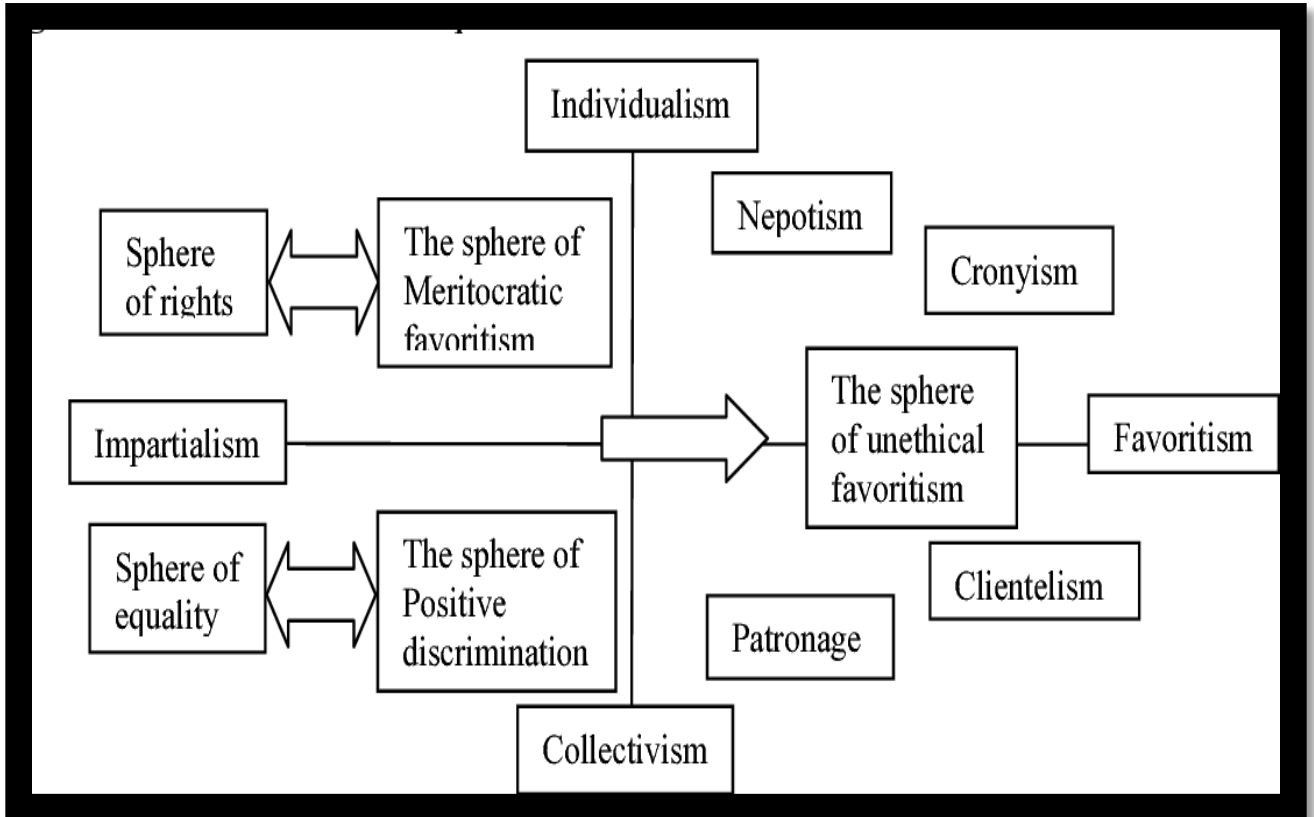 Individualism
Nepotism
Cronyism
Sphere
of rights
The sphere of
Meritocratic
favoritism
Impartialism
The sphere
of unethical
favoritism
Favoritism
Sphere of
equality
The sphere of
Positive
discrimination
Clientelism
Patronage
Collectivism